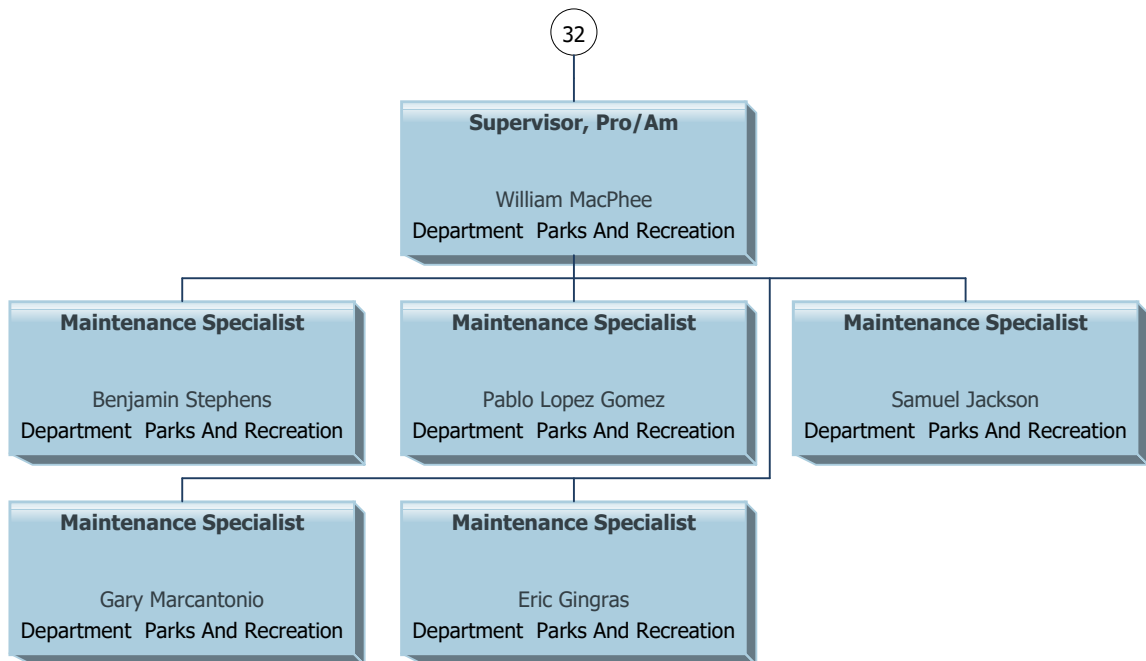 32
Supervisor, Pro/Am
William MacPhee
Department  Parks And Recreation
Maintenance Specialist
Benjamin Stephens
Department  Parks And Recreation
Maintenance Specialist
Pablo Lopez Gomez
Department  Parks And Recreation
Maintenance Specialist
Samuel Jackson
Department  Parks And Recreation
Maintenance Specialist
Gary Marcantonio
Department  Parks And Recreation
Maintenance Specialist
Eric Gingras
Department  Parks And Recreation